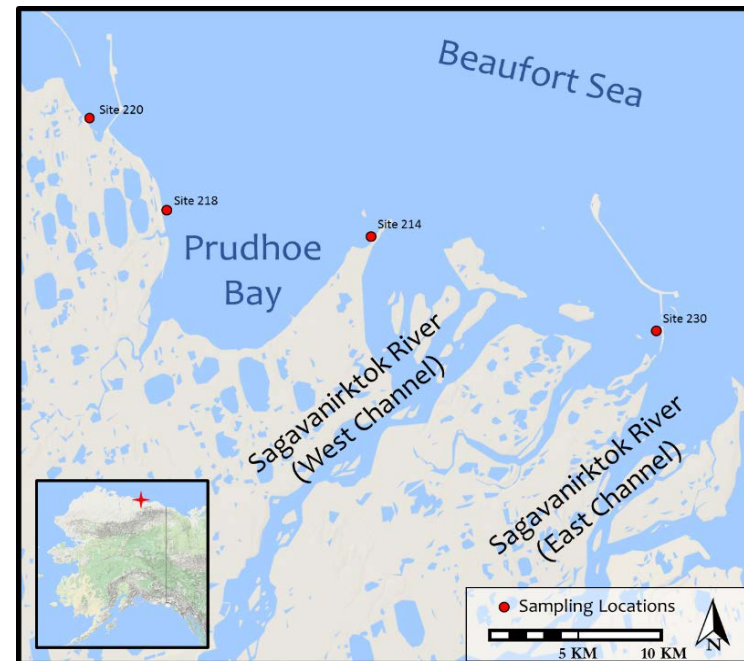 Beaufort Sea
Site 220
Site 218
Site 214
Prudhoe
Bay
Site 230
Sagavanirktok River
(West Channel)
Sagavanirktok River
(East Channel)
Sampling Locations
5 KM
10 KM
N